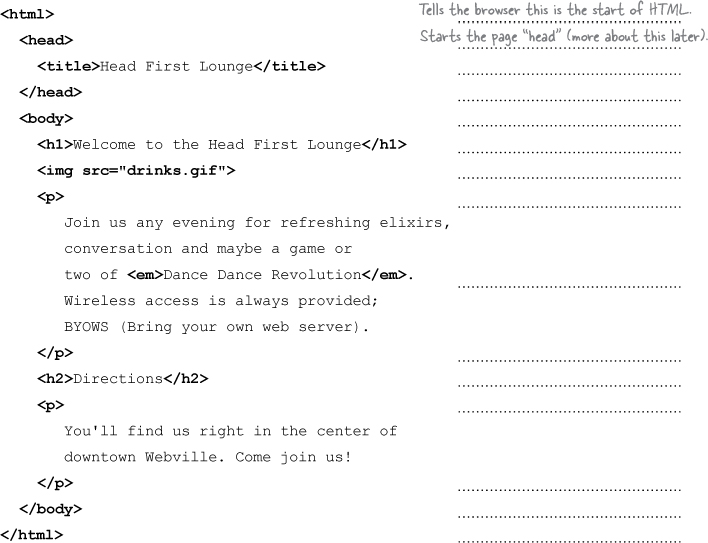 <html> Tells the browser this is the start of HTML.
<head> Starts the page "head" (more about this later).
<title>Head First Lounge</title>
</head>
<body>
<h1>Welcome to the Head First Lounge</h1>
<img src="drinks.gif">
<p>
Join us any evening for refreshing elixirs,
conversation and maybe a game or
two of <em>Dance Dance Revolution</em>.
Wireless access is always provided;
BYOWS (Bring your own web server).
</p>
<h2>Directions</h2>
<p>
You'll find us right in the center of
downtown Webville. Come join us!
</p>
</body>
</html>